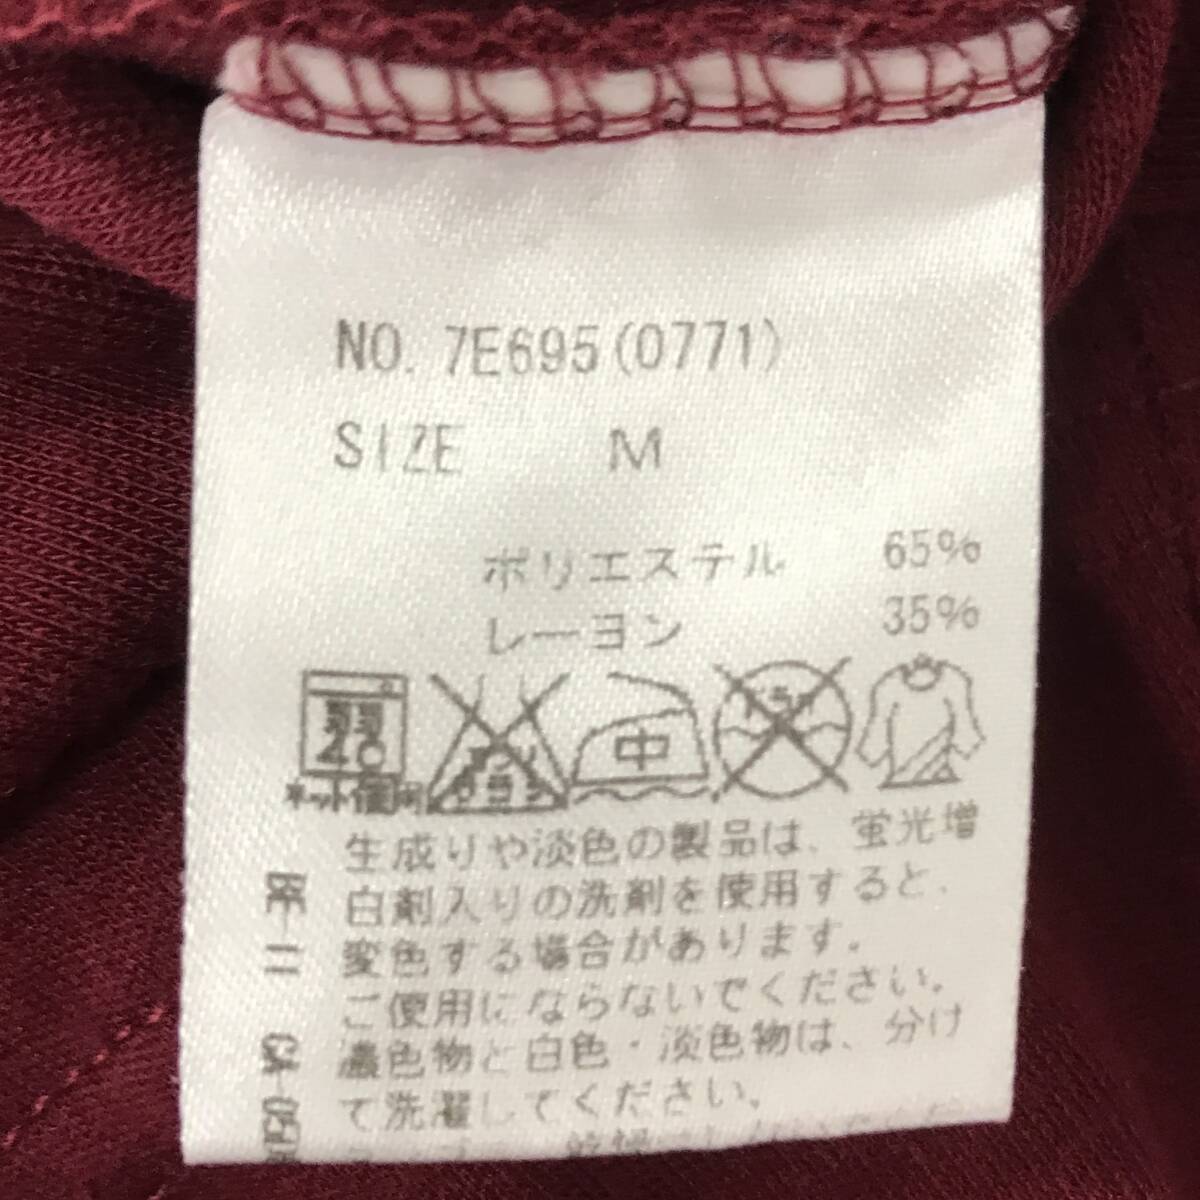 NO. 7E695(0771)
SIZE M
ポリエステル 65%
レーヨン 35%
40
ネット使用
中
ドライ
生成りや淡色の製品は、蛍光増
白剤入りの洗剤を使用すると、
変色する場合があります。
ご使用にならないでください。
濃色物と白色・淡色物は、分け
て洗濯してください。